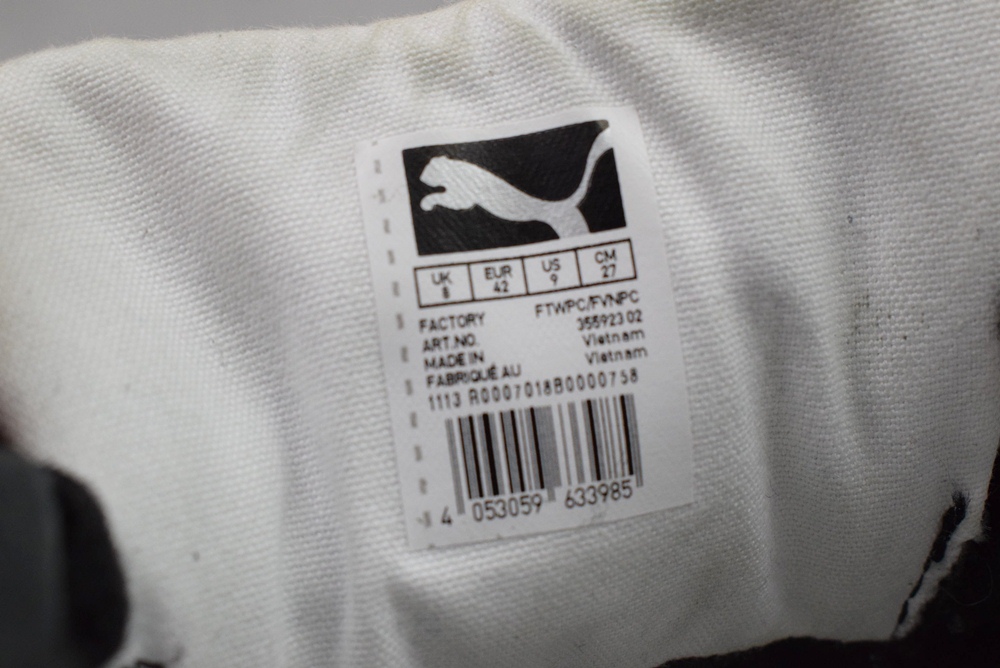 UK EUR US CM
8 42 9 27
FACTORY FTWPC/FVNPC
ART.NO. 355923 02
MADE IN Vietnam
FABRIQUÉ AU Vietnam
1113 R0007018B0000758
4 053059 633985